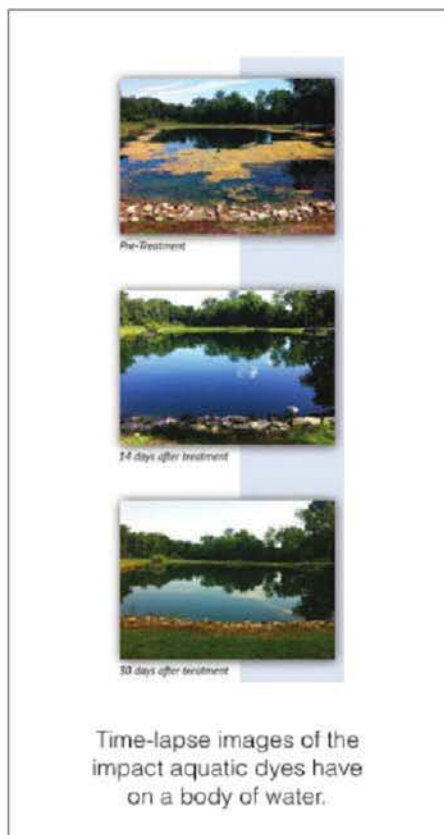 Pre-Treatment
14 days after treatment
30 days after treatment
Time-lapse images of the
impact aquatic dyes have
on a body of water.